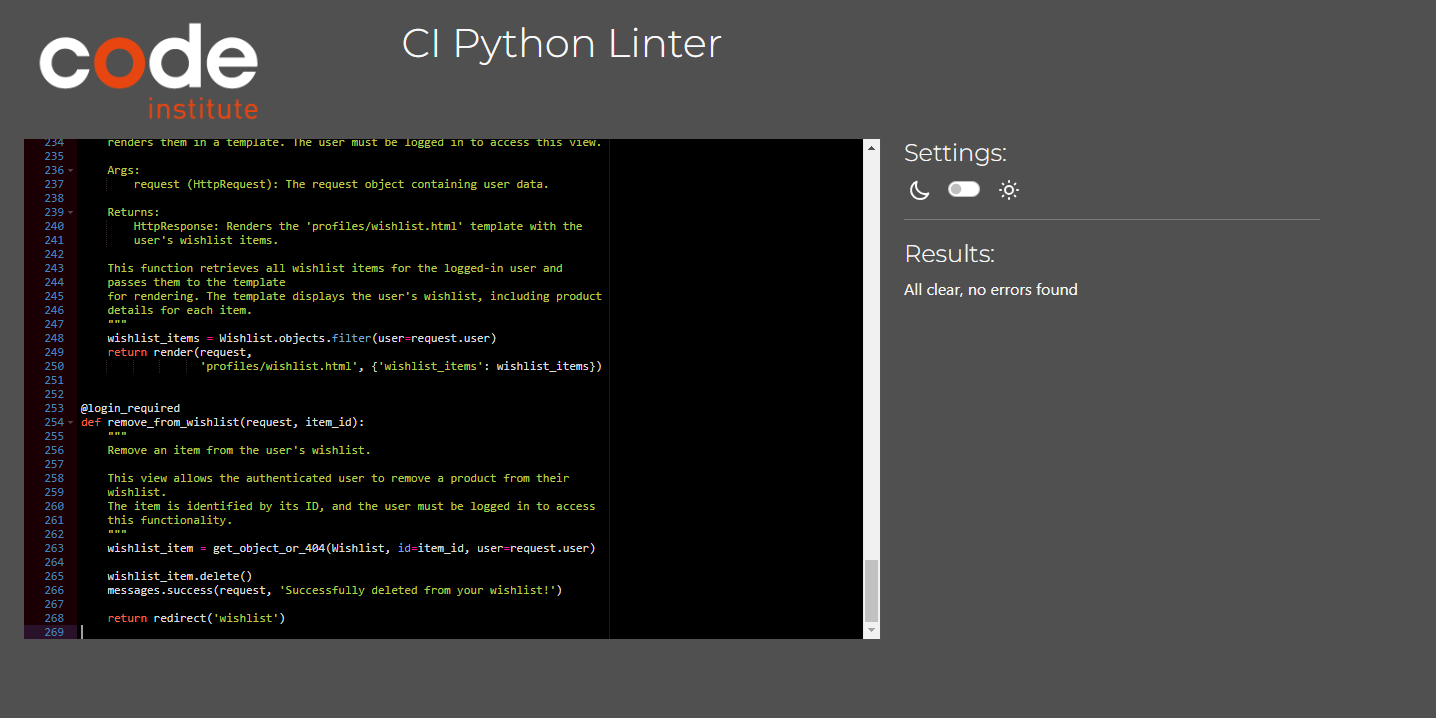 code
institute
CI Python Linter
234 renders them in a template. The user must be logged in to access this view.
235
236 Args:
237 request (HttpRequest): The request object containing user data.
238
239 Returns:
240 HttpResponse: Renders the 'profiles/wishlist.html' template with the
241 user's wishlist items.
242
243 This function retrieves all wishlist items for the logged-in user and
244 passes them to the template
245 for rendering. The template displays the user's wishlist, including product
246 details for each item.
247 """
248 wishlist_items = Wishlist.objects.filter(user=request.user)
249 return render(request,
250 'profiles/wishlist.html', {'wishlist_items': wishlist_items})
251
252
253 @login_required
254 def remove_from_wishlist(request, item_id):
255 """
256 Remove an item from the user's wishlist.
257
258 This view allows the authenticated user to remove a product from their
259 wishlist.
260 The item is identified by its ID, and the user must be logged in to access
261 this functionality.
262 """
263 wishlist_item = get_object_or_404(Wishlist, id=item_id, user=request.user)
264
265 wishlist_item.delete()
266 messages.success(request, 'Successfully deleted from your wishlist!')
267
268 return redirect('wishlist')
269
Settings:
Results:
All clear, no errors found